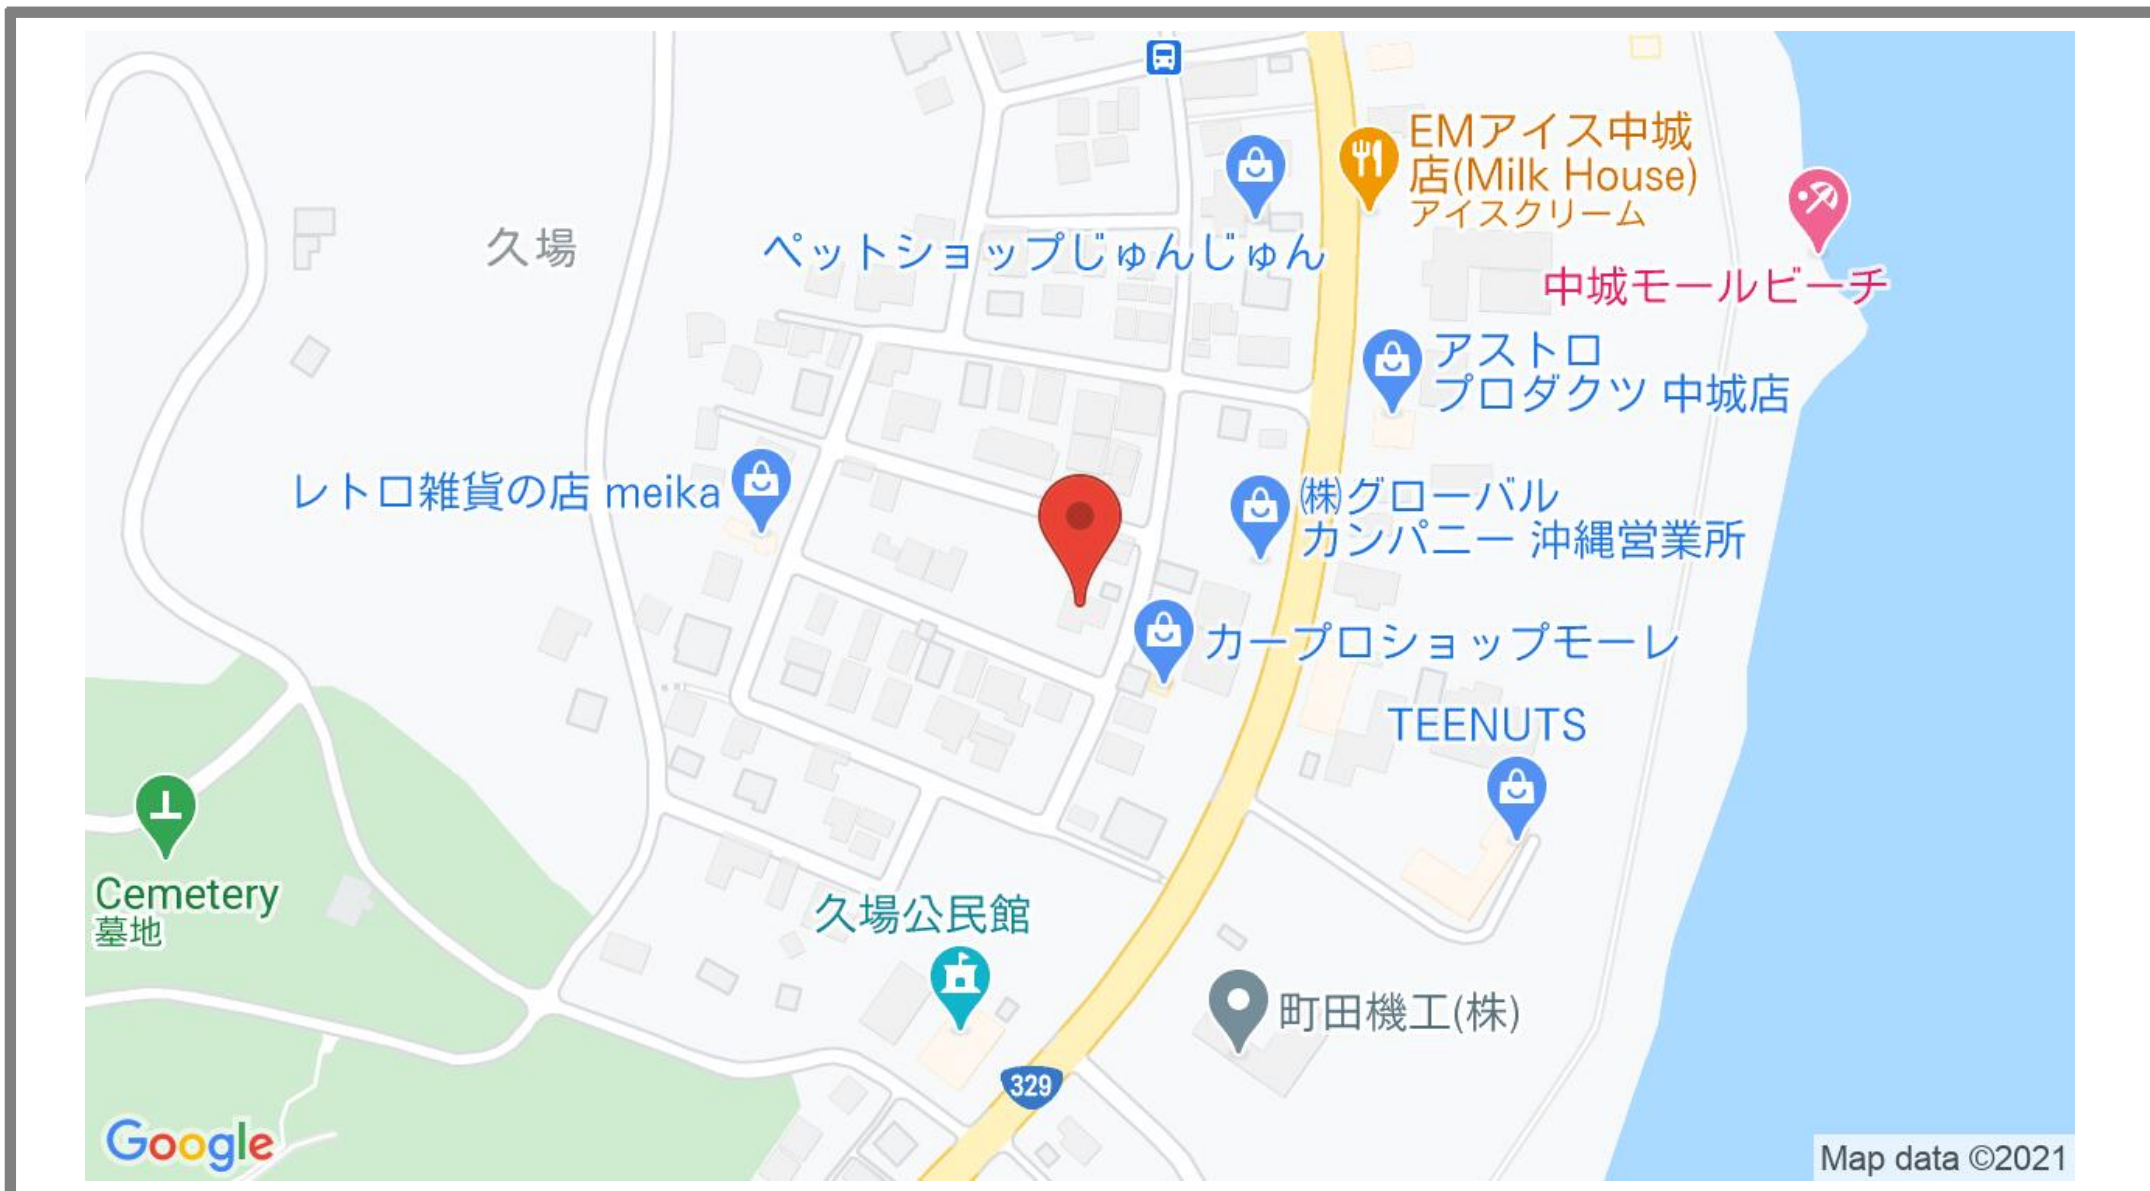 EMアイス中城
店(Milk House)
アイスクリーム
久場
ペットショップじゅんじゅん
中城モールビーチ
アストロ
プロダクツ 中城店
レトロ雑貨の店 meika
㈱グローバル
カンパニー 沖縄営業所
カープロショップモーレ
TEENUTS
Cemetery
墓地
久場公民館
町田機工(株)
329
Google
Map data ©2021